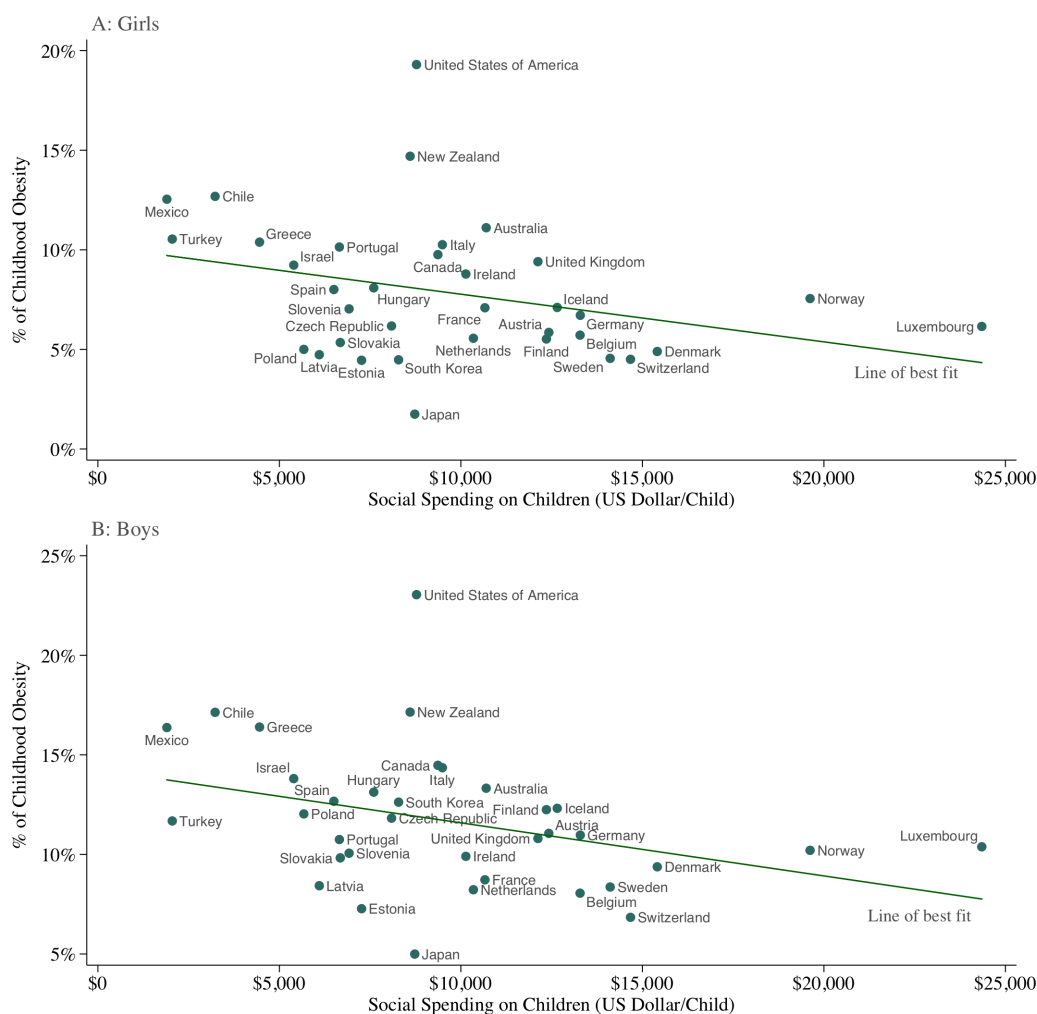 A: Girls
20%
United States of America
15%
New Zealand
Chile
Mexico
Australia
Greece
Turkey
Portugal
Italy
10%
Israel
Canada
United Kingdom
Ireland
Spain
Hungary
Iceland
Norway
Slovenia
France
Germany
Czech Republic
Austria
Luxembourg
Slovakia
Belgium
5%
Poland
Latvia
Estonia
South Korea
Netherlands
Finland
Sweden
Denmark
Switzerland
Line of best fit
Japan
0%
% of Childhood Obesity
$0
$5,000
$10,000
$15,000
$20,000
$25,000
Social Spending on Children (US Dollar/Child)
B: Boys
25%
United States of America
20%
Chile
New Zealand
Greece
Mexico
15%
Canada
Italy
Israel
Hungary
Australia
Spain
South Korea
Finland
Iceland
Poland
Czech Republic
Turkey
Austria
United Kingdom
Germany
Portugal
Luxembourg
Slovakia
Slovenia
Ireland
Norway
10%
Denmark
France
Netherlands
Latvia
Sweden
Belgium
Estonia
Switzerland
Line of best fit
Japan
5%
% of Childhood Obesity
$0
$5,000
$10,000
$15,000
$20,000
$25,000
Social Spending on Children (US Dollar/Child)